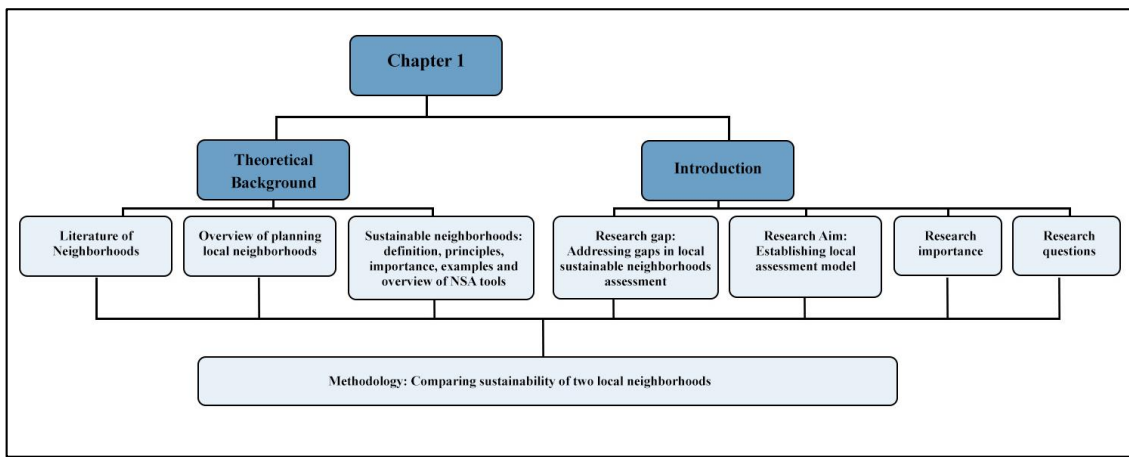 Chapter 1
Theoretical
Background
Introduction
Literature of
Neighborhoods
Overview of planning
local neighborhoods
Sustainable neighborhoods:
definition, principles,
importance, examples and
overview of NSA tools
Research gap:
Addressing gaps in local
sustainable neighborhoods
assessment
Research Aim:
Establishing local
assessment model
Research
importance
Research
questions
Methodology: Comparing sustainability of two local neighborhoods